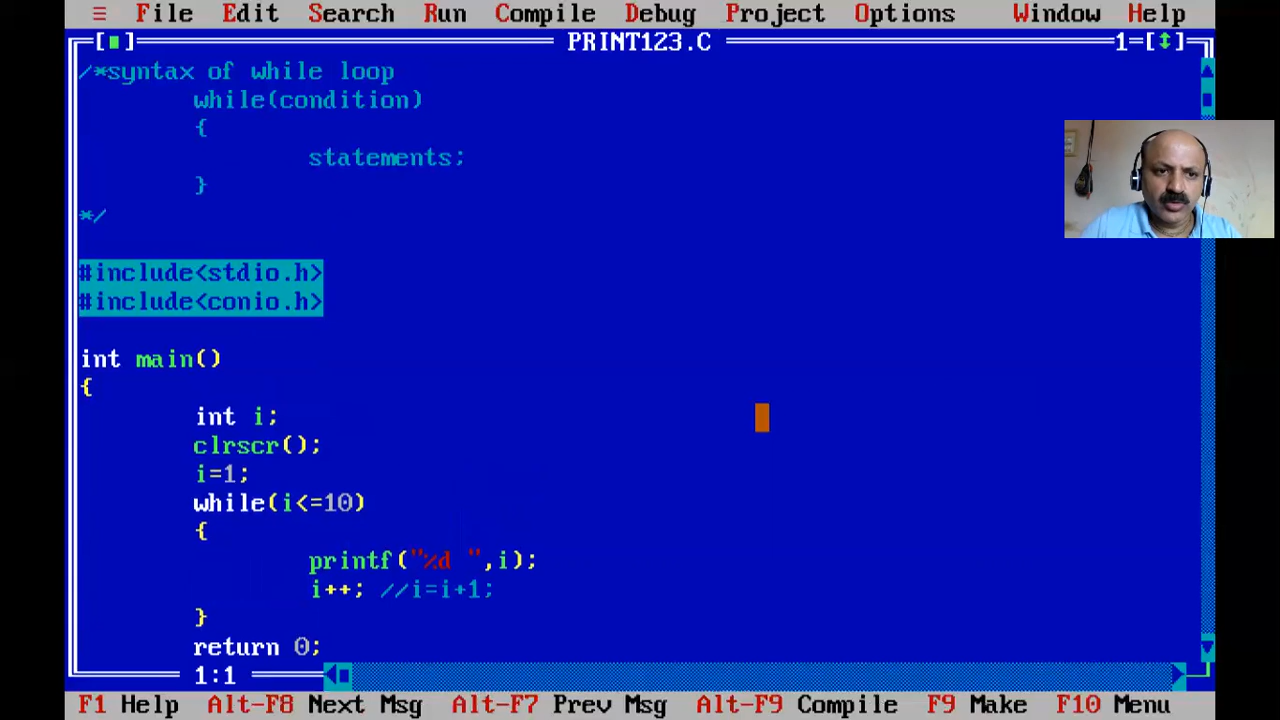 ≡ File Edit Search Run Compile Debug Project Options Window Help
[■] PRINT123.C 1=[↕]
/*syntax of while loop
while(condition)
{
statements;
}
*/
#include<stdio.h>
#include<conio.h>
int main()
{
int i;
clrscr();
i=1;
while(i<=10)
{
printf("%d ",i);
i++; //i=i+1;
}
return 0;
1:1
F1 Help Alt-F8 Next Msg Alt-F7 Prev Msg Alt-F9 Compile F9 Make F10 Menu